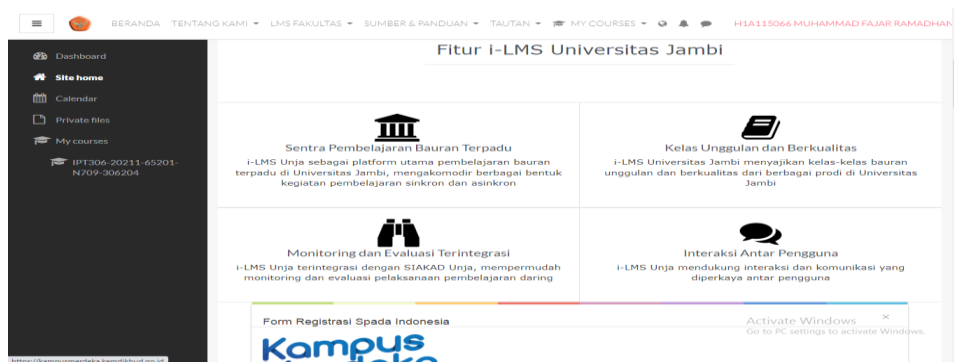 BERANDA TENTANG KAMI LMS FAKULTAS SUMBER & PANDUAN TAUTAN MY COURSES H1A115066 MUHAMMAD FAJAR RAMADHAN
Dashboard
Site home
Calendar
Private files
My courses
IPT306-20211-65201-
N709-306204
Fitur i-LMS Universitas Jambi
Sentra Pembelajaran Bauran Terpadu
i-LMS Unja sebagai platform utama pembelajaran bauran
terpadu di Universitas Jambi, mengakomodir berbagai bentuk
kegiatan pembelajaran sinkron dan asinkron
Kelas Unggulan dan Berkualitas
i-LMS Universitas Jambi menyajikan kelas-kelas bauran
unggulan dan berkualitas dari berbagai prodi di Universitas
Jambi
Monitoring dan Evaluasi Terintegrasi
i-LMS Unja terintegrasi dengan SIAKAD Unja, mempermudah
monitoring dan evaluasi pelaksanaan pembelajaran daring
Interaksi Antar Pengguna
i-LMS Unja mendukung interaksi dan komunikasi yang
diperkaya antar pengguna
Form Registrasi Spada Indonesia
Kampus
Activate Windows
Go to PC settings to activate Windows.
https://kampusmerdeka.kemdikbud.go.id